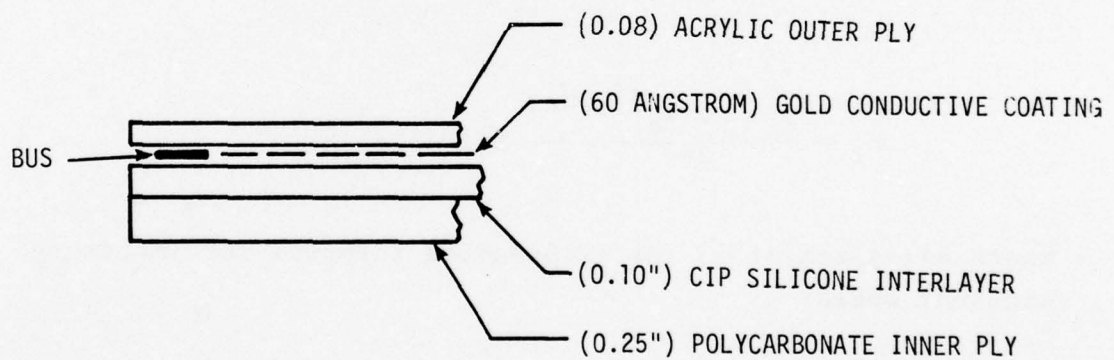 (0.08) ACRYLIC OUTER PLY
(60 ANGSTROM) GOLD CONDUCTIVE COATING
BUS
(0.10") CIP SILICONE INTERLAYER
(0.25") POLYCARBONATE INNER PLY